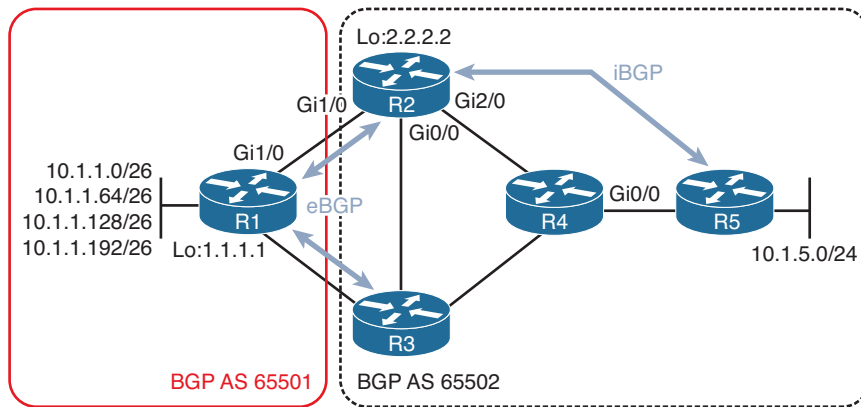 Lo:2.2.2.2
iBGP
Gi1/0
R2
Gi2/0
Gi0/0
Gi1/0
10.1.1.0/26
10.1.1.64/26
10.1.1.128/26
10.1.1.192/26
R1
eBGP
Lo:1.1.1.1
R4
Gi0/0
R5
10.1.5.0/24
R3
BGP AS 65501
BGP AS 65502